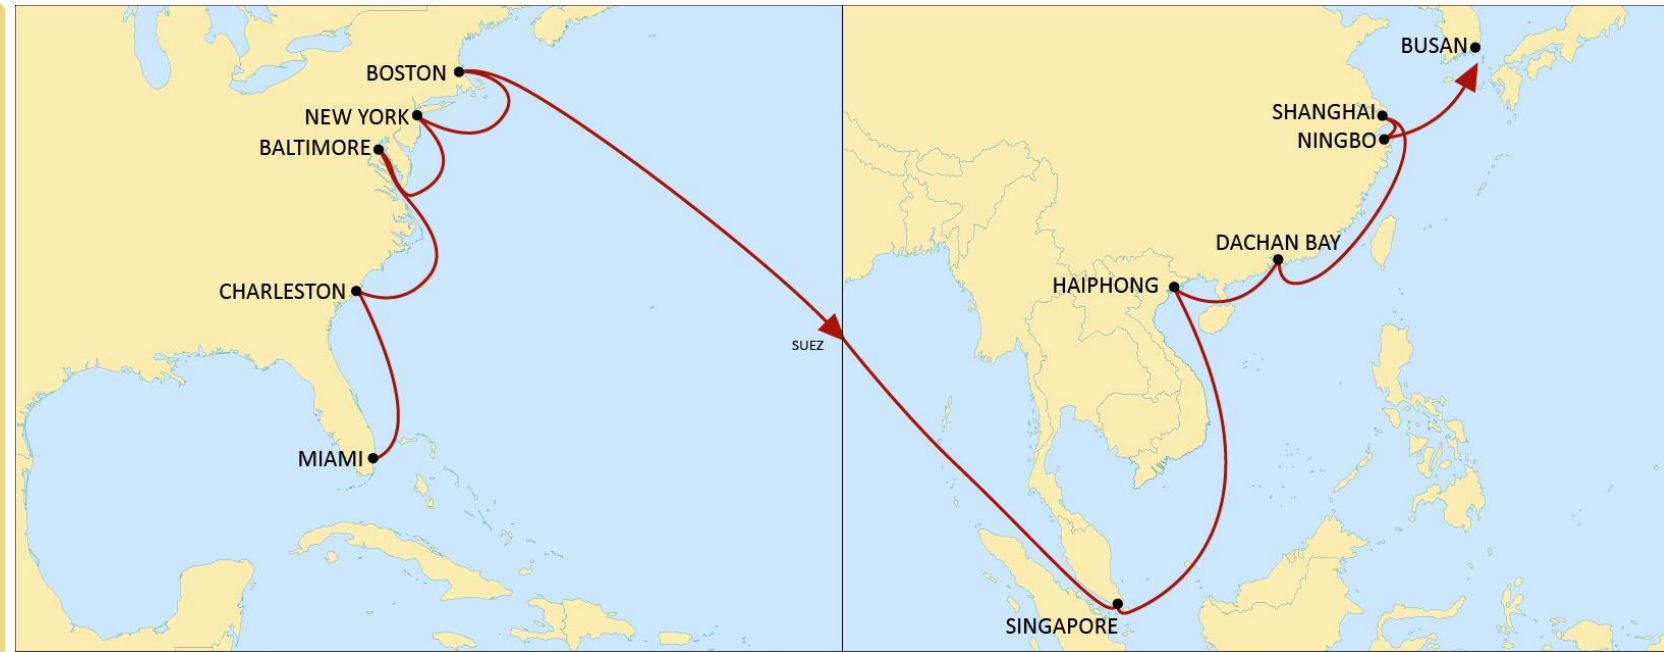 BOSTON
NEW YORK
BALTIMORE
CHARLESTON
MIAMI
SUEZ
BUSAN
SHANGHAI
NINGBO
DACHAN BAY
HAIPHONG
SINGAPORE